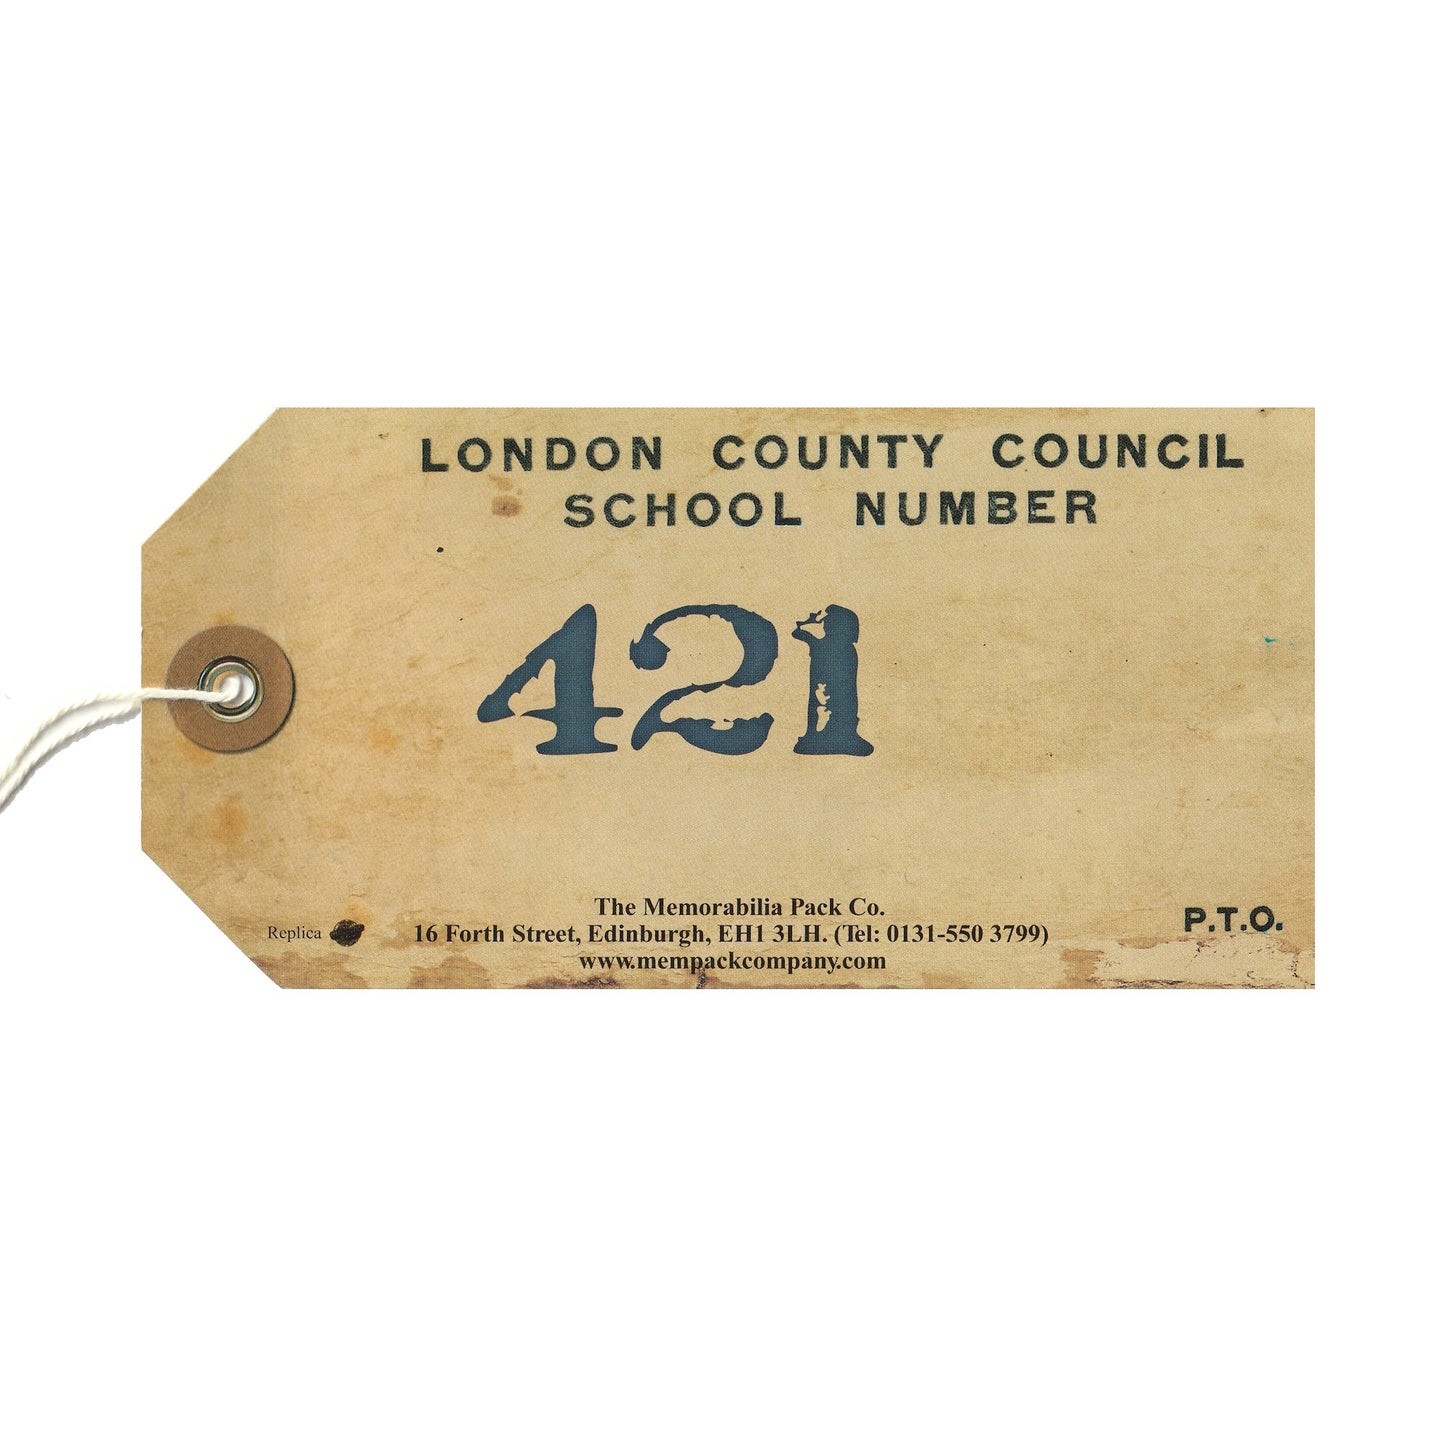 LONDON COUNTY COUNCIL
SCHOOL NUMBER
421
The Memorabilia Pack Co.
Replica
16 Forth Street, Edinburgh, EH1 3LH. (Tel: 0131-550 3799)
P.T.O.
www.mempackcompany.com